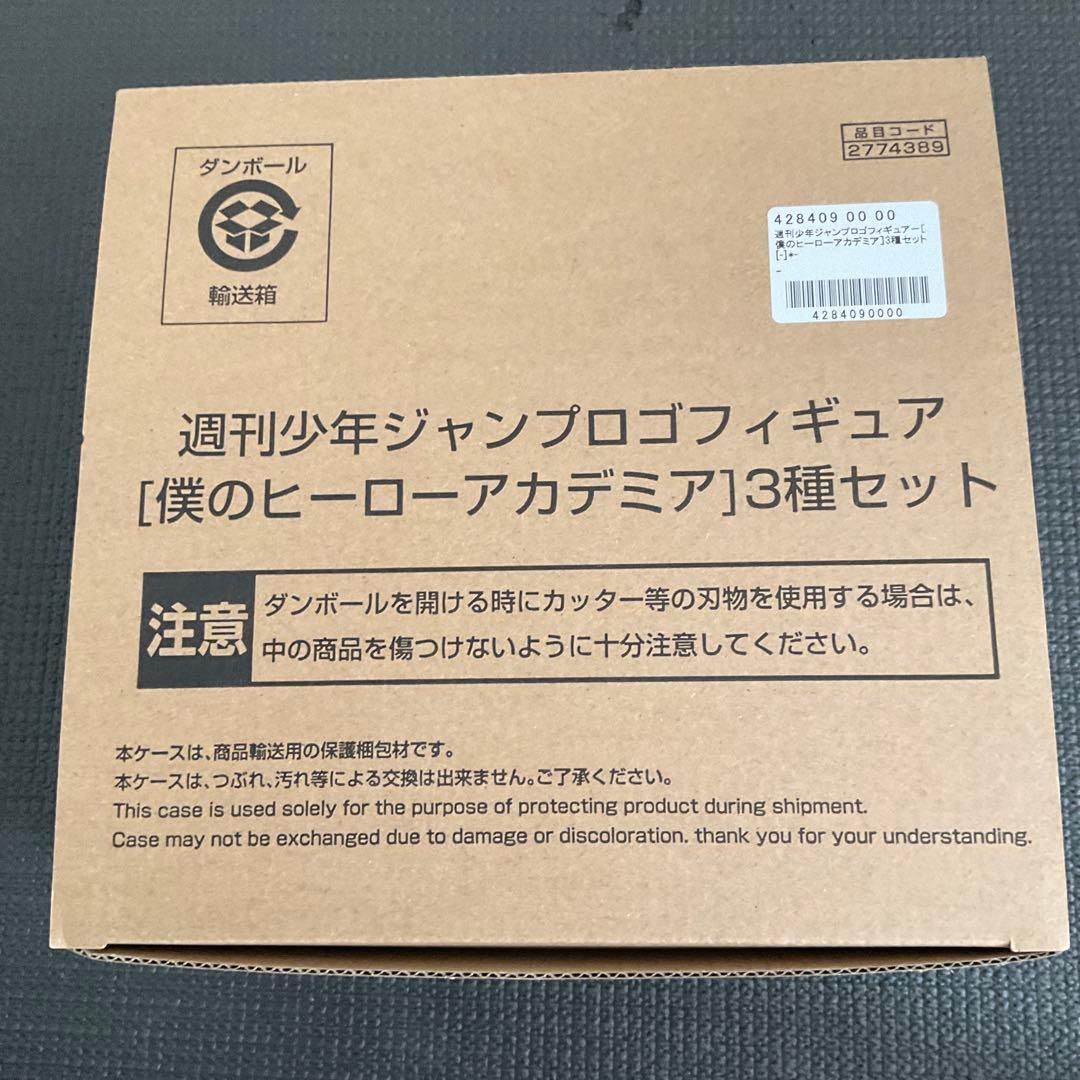 ダンボール
輸送箱
品目コード
2774389
428409 00 00
週刊少年ジャンプロゴフィギュアー[
僕のヒーローアカデミア]3種セット
[-]*-
-
4284090000
週刊少年ジャンプロゴフィギュア
[僕のヒーローアカデミア]3種セット
注意
ダンボールを開ける時にカッター等の刃物を使用する場合は、
中の商品を傷つけないように十分注意してください。
本ケースは、商品輸送用の保護梱包材です。
本ケースは、つぶれ、汚れ等による交換は出来ません。ご了承ください。
This case is used solely for the purpose of protecting product during shipment.
Case may not be exchanged due to damage or discoloration. thank you for your understanding.